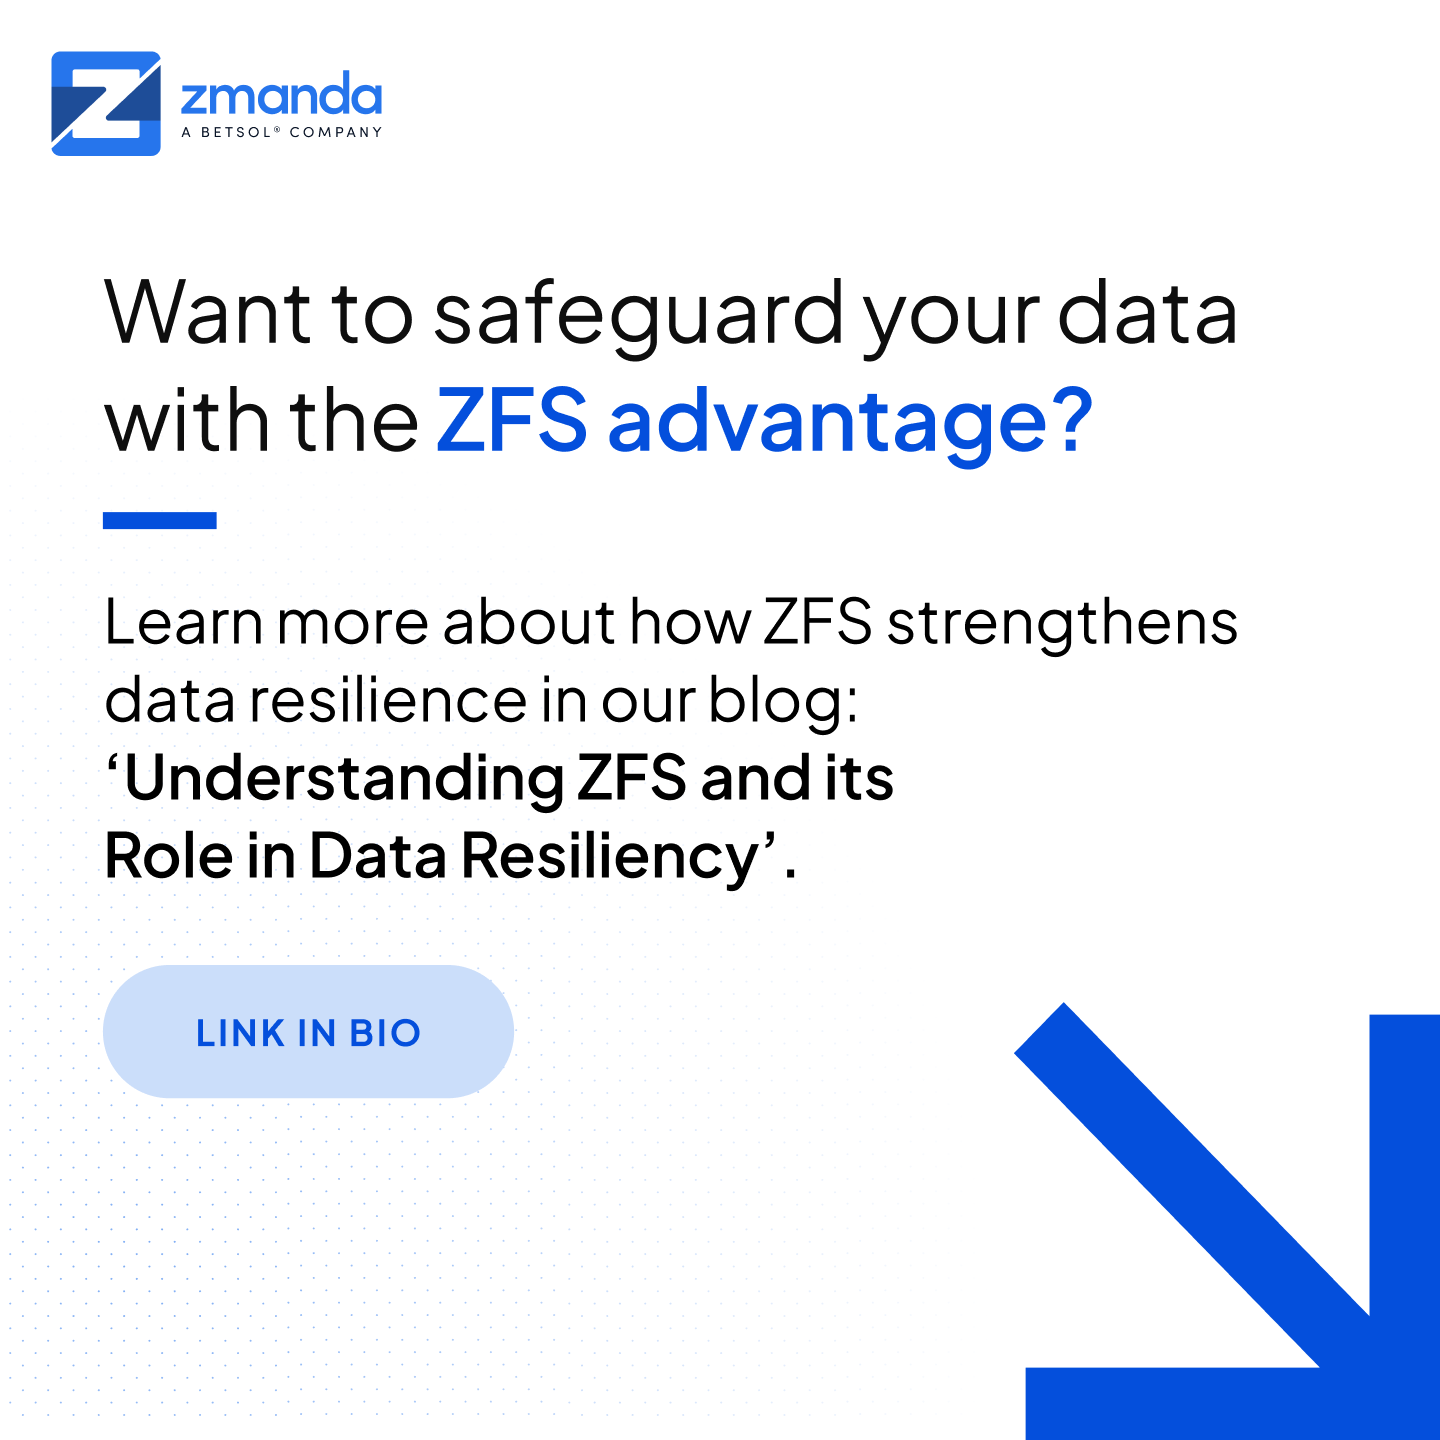 zmanda
A BETSOL® COMPANY
Want to safeguard your data
with the ZFS advantage?
Learn more about how ZFS strengthens
data resilience in our blog:
‘Understanding ZFS and its
Role in Data Resiliency’.
LINK IN BIO